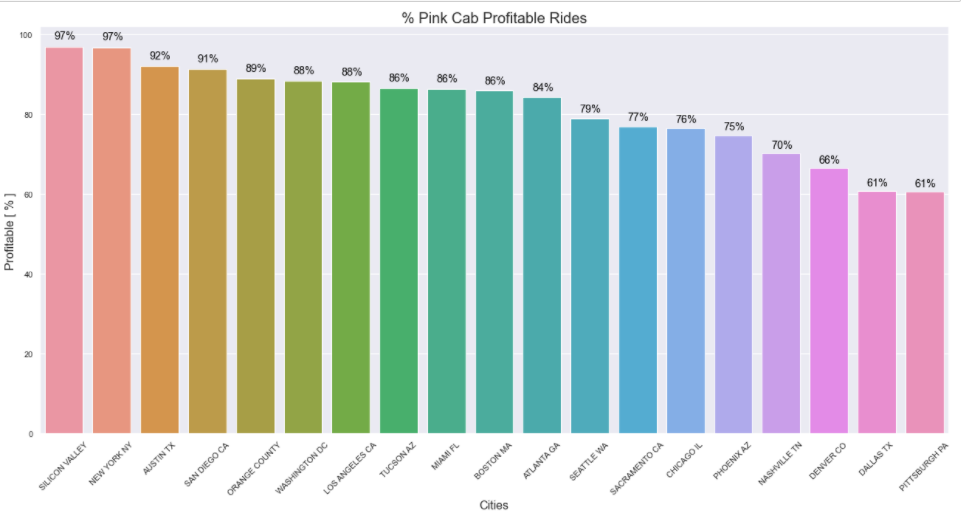 % Pink Cab Profitable Rides
Profitable [ % ]
100
80
60
40
20
0
97%
97%
92%
91%
89%
88%
88%
86%
86%
86%
84%
79%
77%
76%
75%
70%
66%
61%
61%
SILICON VALLEY
NEW YORK NY
AUSTIN TX
SAN DIEGO CA
ORANGE COUNTY
WASHINGTON DC
LOS ANGELES CA
TUCSON AZ
MIAMI FL
BOSTON MA
ATLANTA GA
SEATTLE WA
SACRAMENTO CA
CHICAGO IL
PHOENIX AZ
NASHVILLE TN
DENVER CO
DALLAS TX
PITTSBURGH PA
Cities